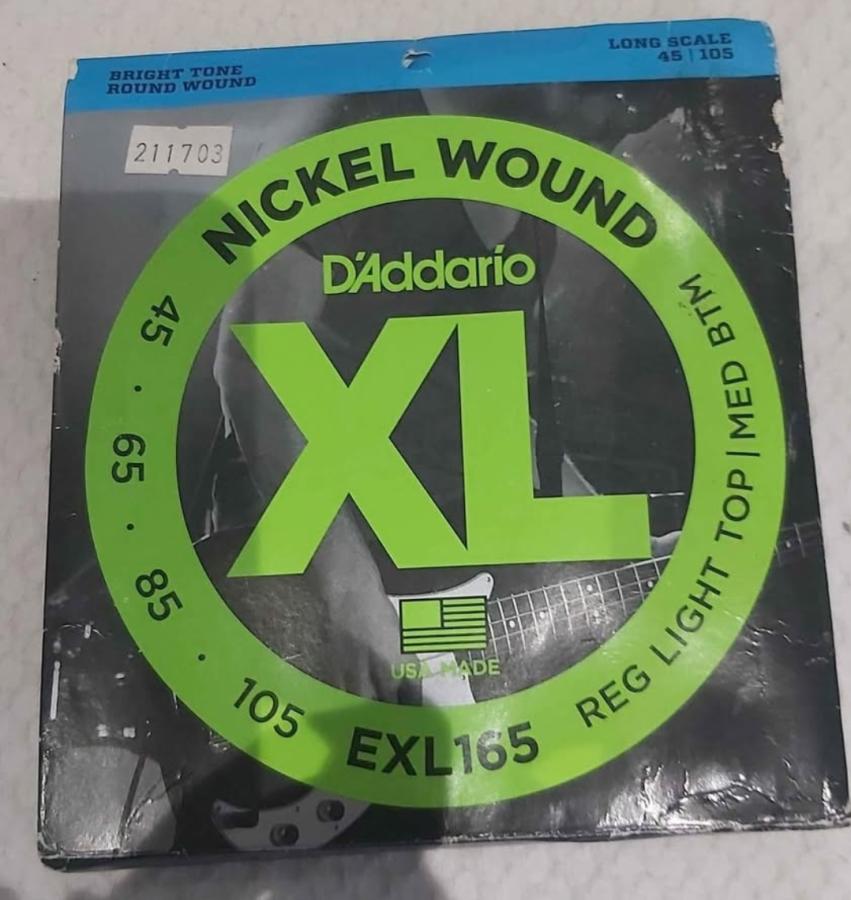 BRIGHT TONE
ROUND WOUND
LONG SCALE
45 | 105
211703
NICKEL WOUND
D'Addario
XL
USA MADE
45 · 65 · 85 · 105
EXL165
REG LIGHT TOP | MED BTM